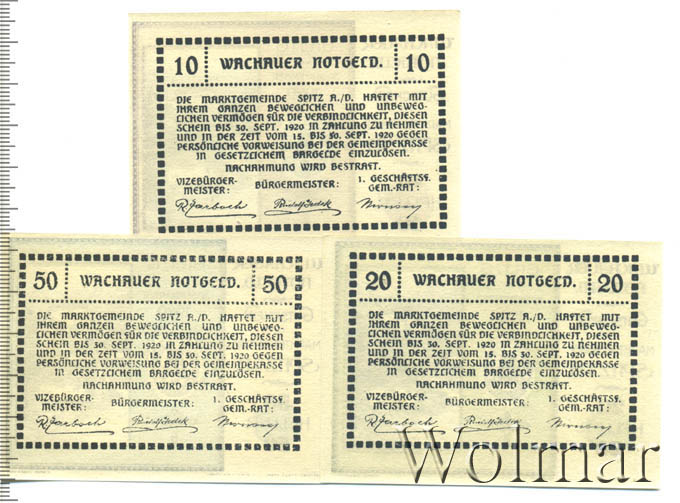 10 WACHAUER NOTGELD. 10
DIE MARKTGEMEINDE SPITZ A./D. HAFTET MIT
IHREM GANZEN BEWEGLICHEN UND UNBEWEG-
LICHEN VERMÖGEN FÜR DIE VERBINDLICHKEIT, DIESEN
SCHEIN BIS 30. SEPT. 1920 IN ZAHLUNG ZU NEHMEN
UND IN DER ZEIT VOM 15. BIS 30. SEPT. 1920 GEGEN
PERSÖNLICHE VORWEISUNG BEI DER GEMEINDEKASSE
IN GESETZLICHEM BARGELDE EINZULÖSEN.
NACHAHMUNG WIRD BESTRAFT.
VIZEBÜRGER- 1. GESCHÄFTSF.
MEISTER: BÜRGERMEISTER: GEM.-RAT:
50 WACHAUER NOTGELD. 50
DIE MARKTGEMEINDE SPITZ A./D. HAFTET MIT
IHREM GANZEN BEWEGLICHEN UND UNBEWEG-
LICHEN VERMÖGEN FÜR DIE VERBINDLICHKEIT, DIESEN
SCHEIN BIS 30. SEPT. 1920 IN ZAHLUNG ZU NEHMEN
UND IN DER ZEIT VOM 15. BIS 30. SEPT. 1920 GEGEN
PERSÖNLICHE VORWEISUNG BEI DER GEMEINDEKASSE
IN GESETZLICHEM BARGELDE EINZULÖSEN.
NACHAHMUNG WIRD BESTRAFT.
VIZEBÜRGER- 1. GESCHÄFTSF.
MEISTER: BÜRGERMEISTER: GEM.-RAT:
20 WACHAUER NOTGELD. 20
DIE MARKTGEMEINDE SPITZ A./D. HAFTET MIT
IHREM GANZEN BEWEGLICHEN UND UNBEWEG-
LICHEN VERMÖGEN FÜR DIE VERBINDLICHKEIT, DIESEN
SCHEIN BIS 30. SEPT. 1920 IN ZAHLUNG ZU NEHMEN
UND IN DER ZEIT VOM 15. BIS 30. SEPT. 1920 GEGEN
PERSÖNLICHE VORWEISUNG BEI DER GEMEINDEKASSE
IN GESETZLICHEM BARGELDE EINZULÖSEN.
NACHAHMUNG WIRD BESTRAFT.
VIZEBÜRGER- 1. GESCHÄFTSF.
MEISTER: BÜRGERMEISTER: GEM.-RAT:
Wolmar